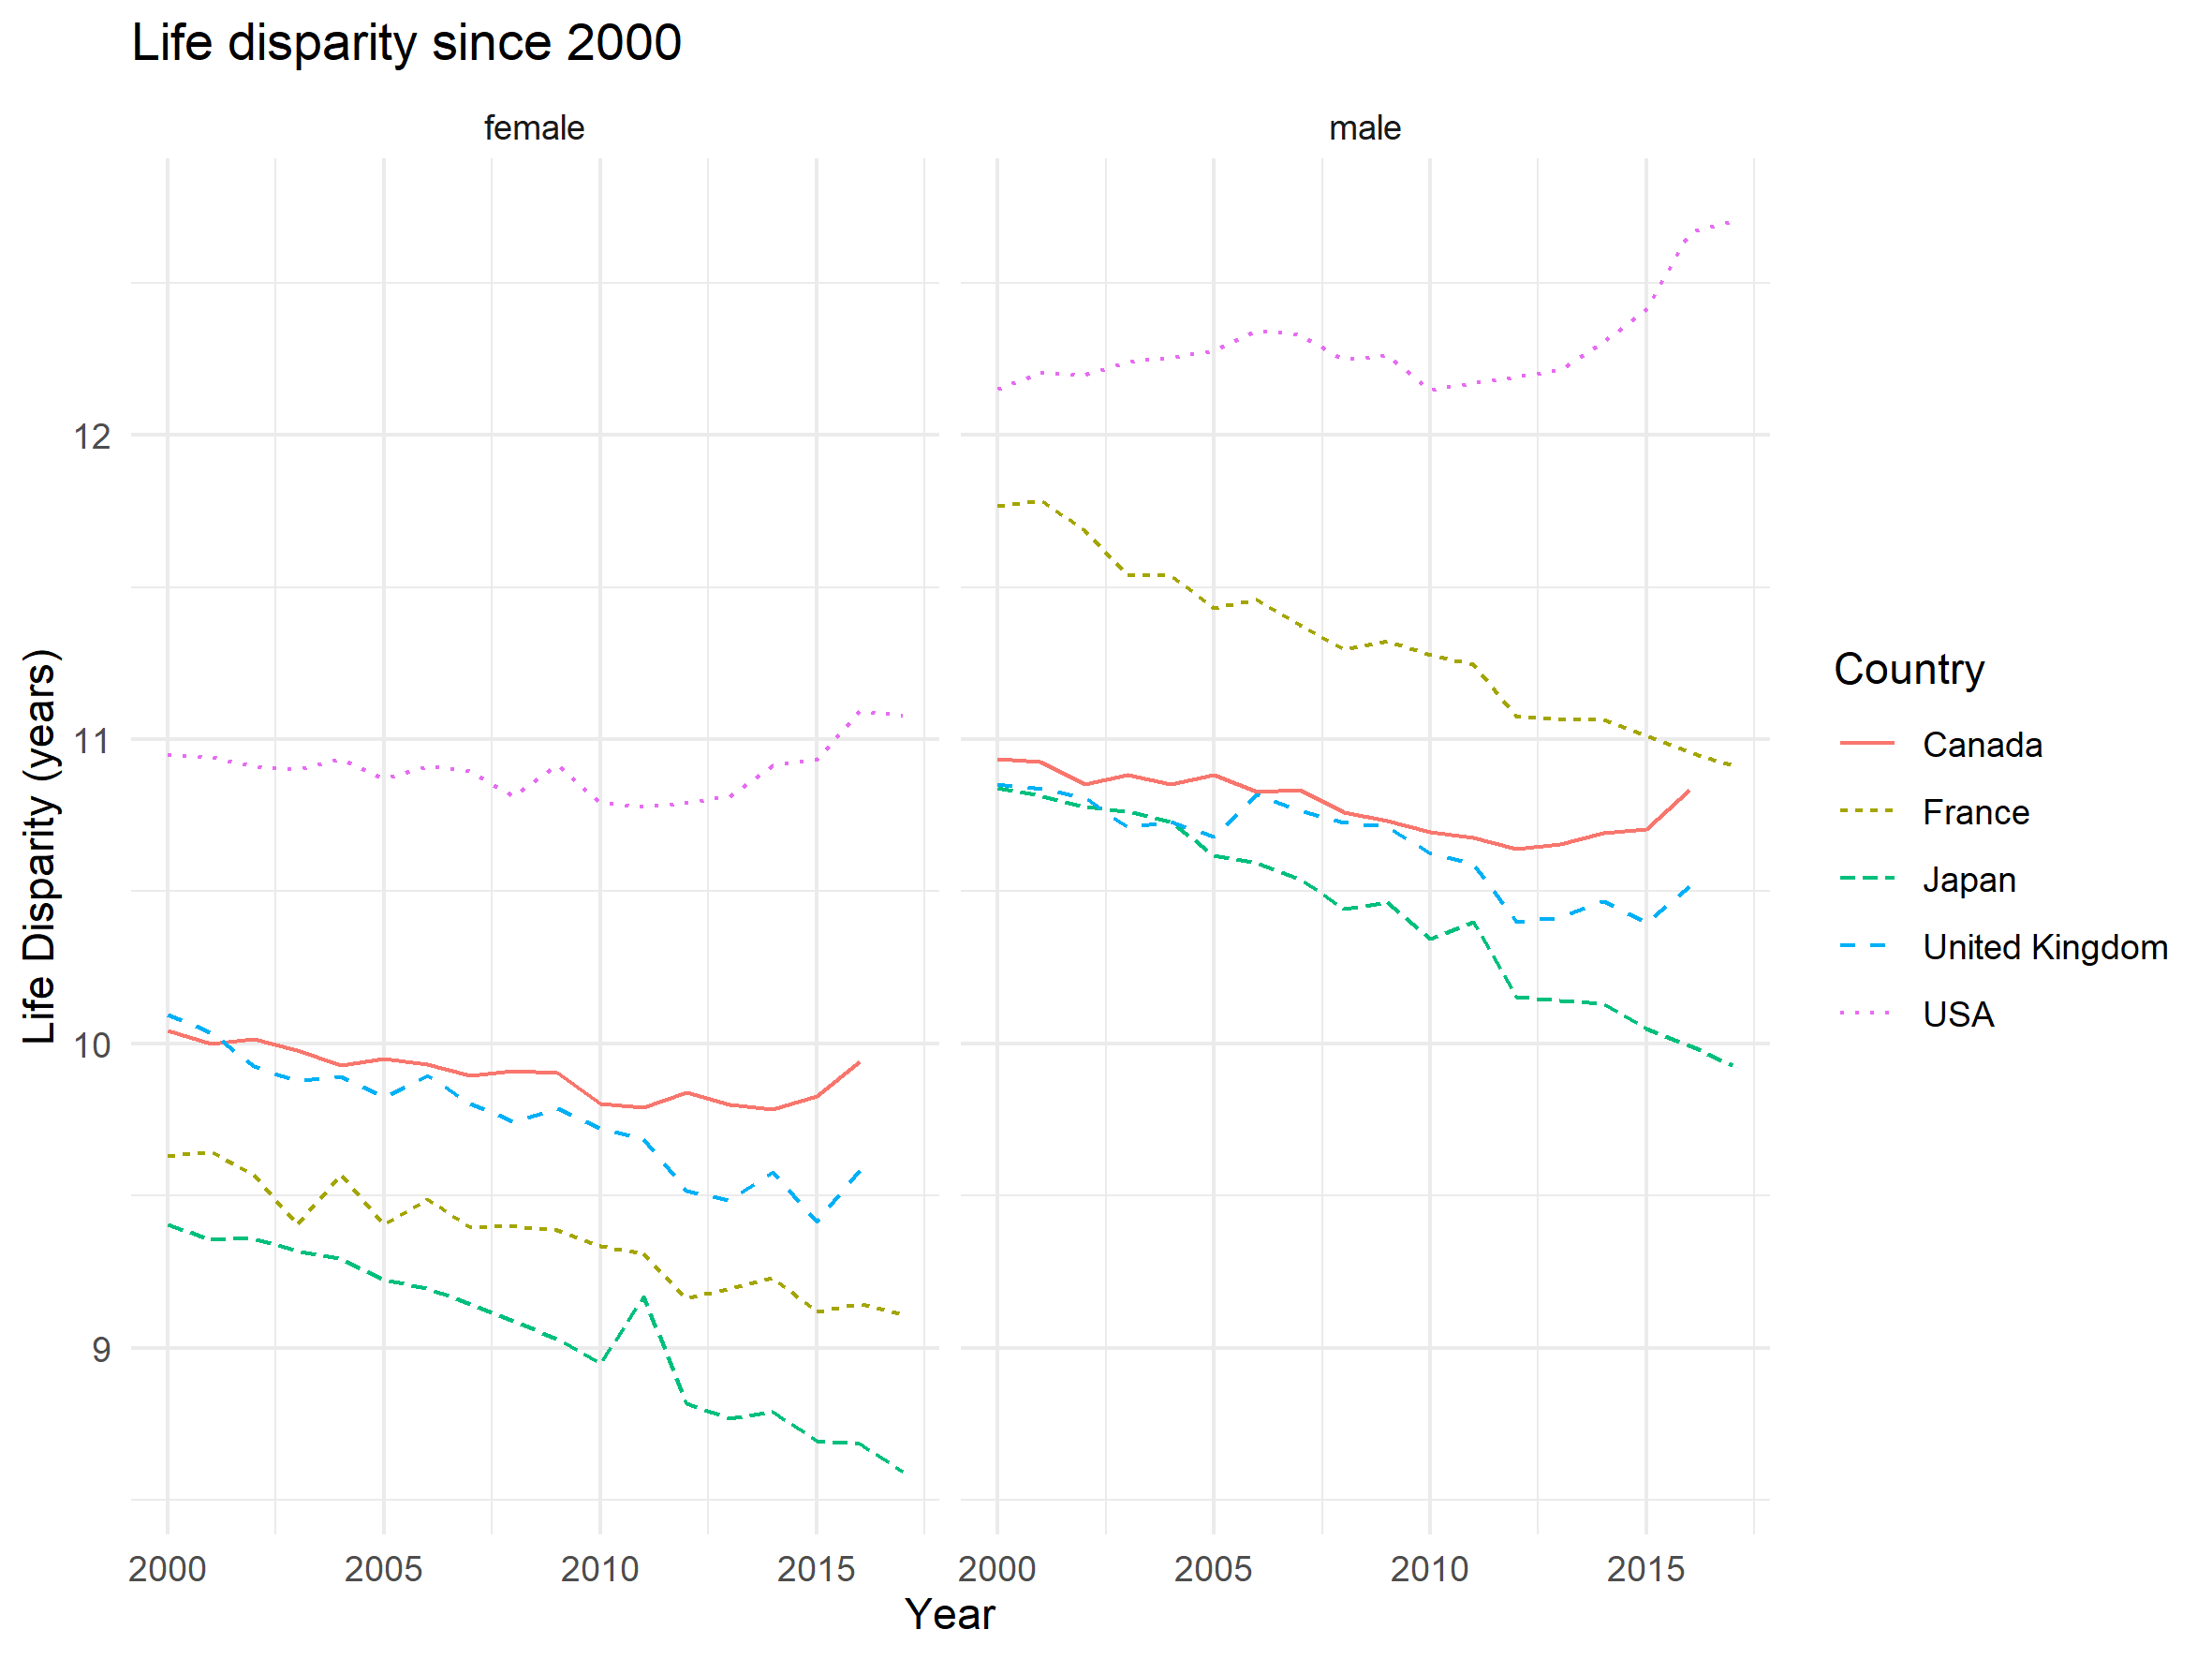 Life disparity since 2000
female
male
Life Disparity (years)
12
11
10
9
2000 2005 2010 2015
2000 2005 2010 2015
Year
Country
Canada
France
Japan
United Kingdom
USA